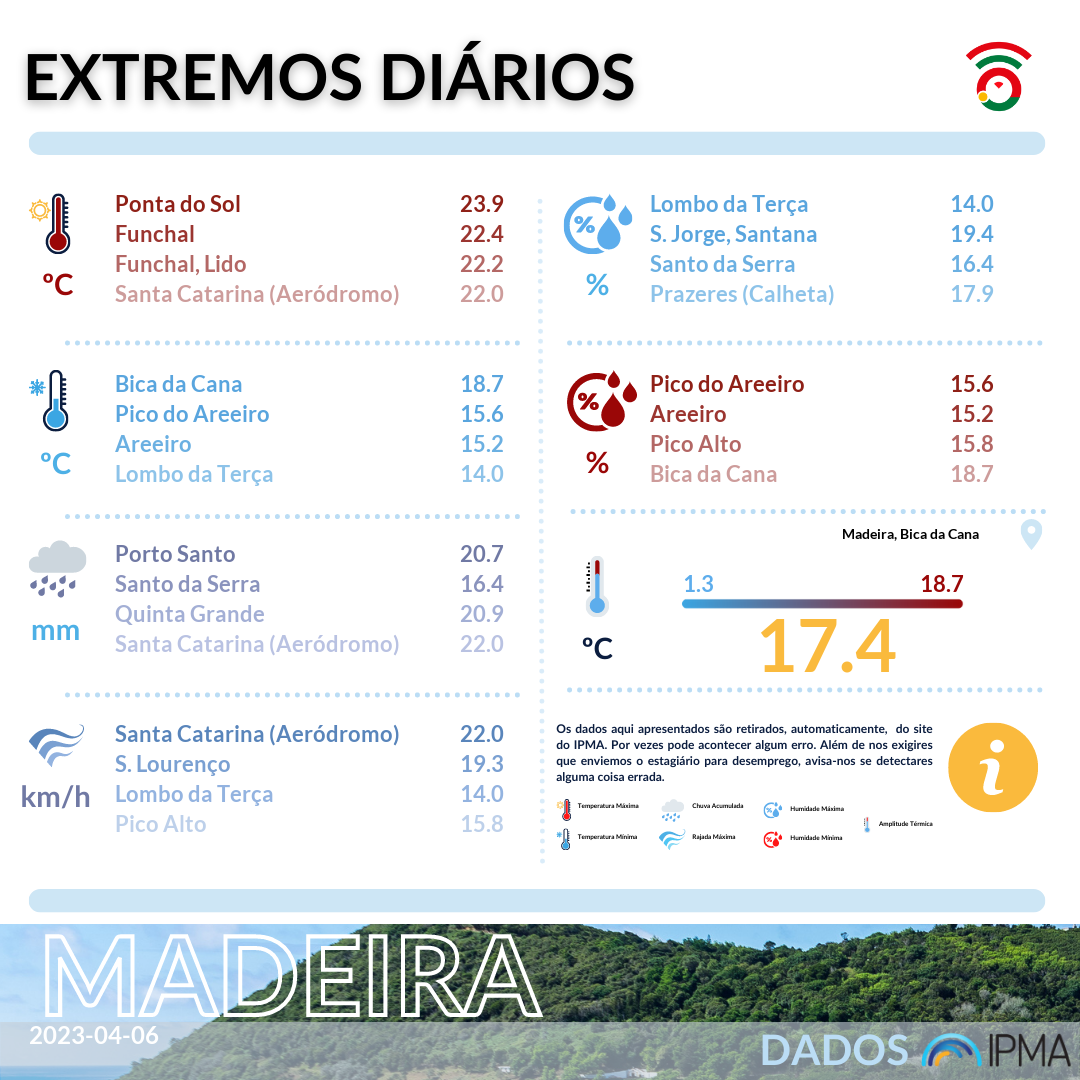 EXTREMOS DIÁRIOS
Ponta do Sol 23.9
Funchal 22.4
Funchal, Lido 22.2
Santa Catarina (Aeródromo) 22.0
ºC
Bica da Cana 18.7
Pico do Areeiro 15.6
Areeiro 15.2
Lombo da Terça 14.0
ºC
Porto Santo 20.7
Santo da Serra 16.4
Quinta Grande 20.9
Santa Catarina (Aeródromo) 22.0
mm
Santa Catarina (Aeródromo) 22.0
S. Lourenço 19.3
Lombo da Terça 14.0
Pico Alto 15.8
km/h
%
Lombo da Terça 14.0
S. Jorge, Santana 19.4
Santo da Serra 16.4
Prazeres (Calheta) 17.9
%
%
Pico do Areeiro 15.6
Areeiro 15.2
Pico Alto 15.8
Bica da Cana 18.7
%
Madeira, Bica da Cana
1.3 18.7
17.4
ºC
Os dados aqui apresentados são retirados, automaticamente, do site
do IPMA. Por vezes pode acontecer algum erro. Além de nos exigires
que enviemos o estagiário para desemprego, avisa-nos se detectares
alguma coisa errada.
i
Temperatura Máxima Chuva Acumulada Humidade Máxima
Amplitude Térmica
Temperatura Mínima Rajada Máxima Humidade Mínima
MADEIRA
2023-04-06
DADOS IPMA